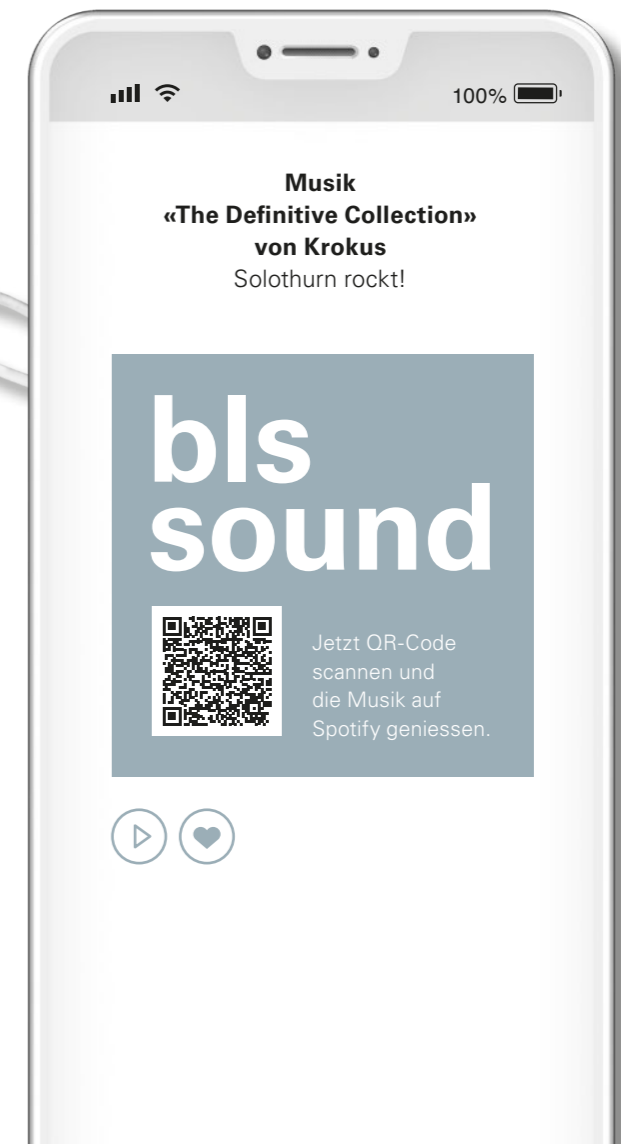 100%
Musik
«The Definitive Collection»
von Krokus
Solothurn rockt!
bls
sound
Jetzt QR-Code
scannen und
die Musik auf
Spotify geniessen.